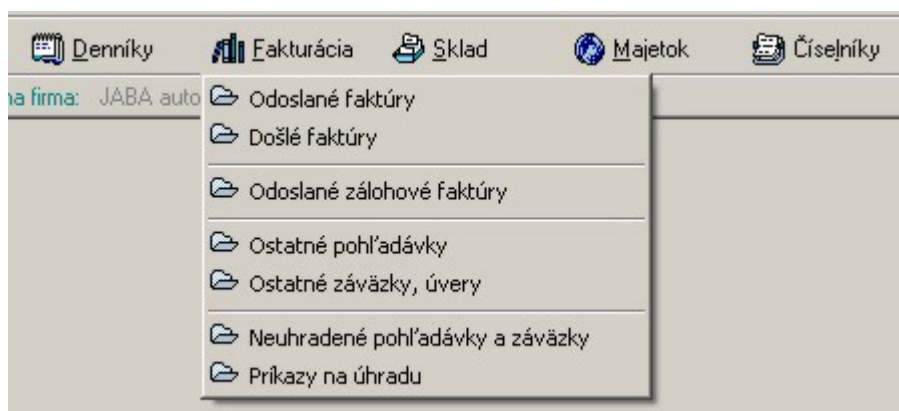 Denníky Fakturácia Sklad Majetok Číselníky
na firma: JABA auto
Odoslané faktúry
Došlé faktúry
Odoslané zálohové faktúry
Ostatné pohľadávky
Ostatné záväzky, úvery
Neuhradené pohľadávky a záväzky
Príkazy na úhradu